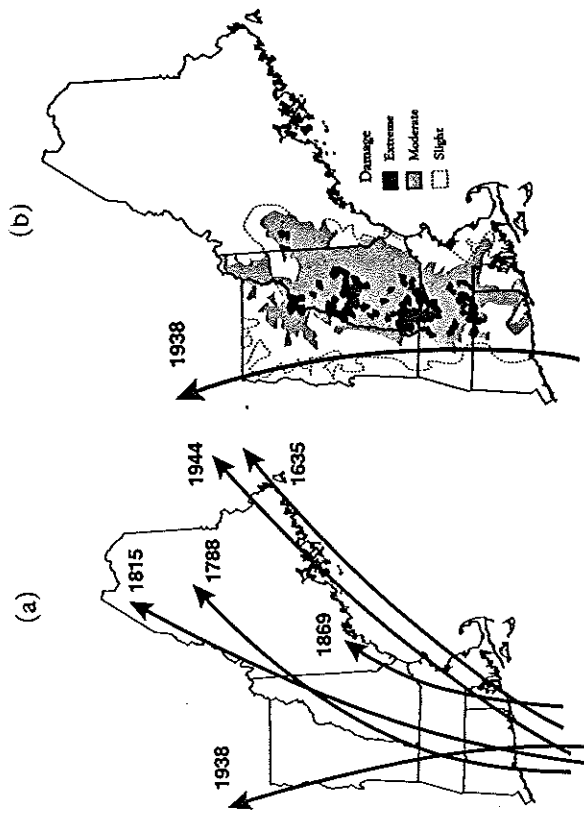 (a)
1938
1815
1788
1869
1944
1635
(b)
1938
Damage
Extreme
Moderate
Slight